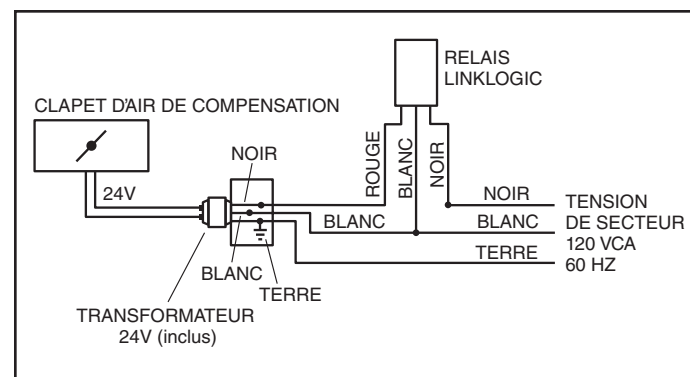 RELAIS
LINKLOGIC
CLAPET D'AIR DE COMPENSATION
24V
NOIR
ROUGE
BLANC
NOIR
NOIR
BLANC
BLANC
TERRE
TENSION
DE SECTEUR
120 VCA
60 HZ
BLANC
TERRE
TRANSFORMATEUR
24V (inclus)